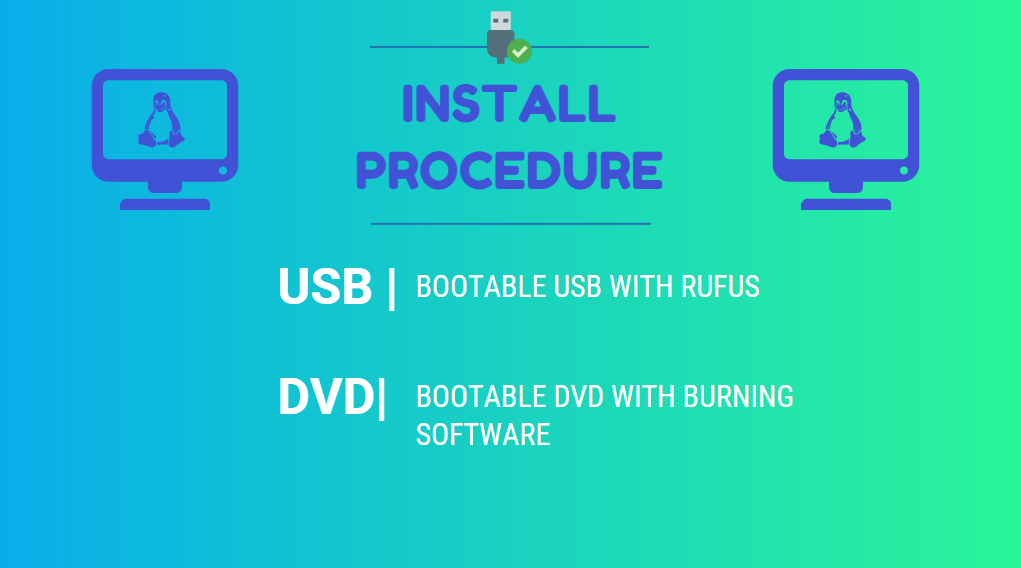 INSTALL
PROCEDURE
USB | BOOTABLE USB WITH RUFUS
DVD| BOOTABLE DVD WITH BURNING
SOFTWARE